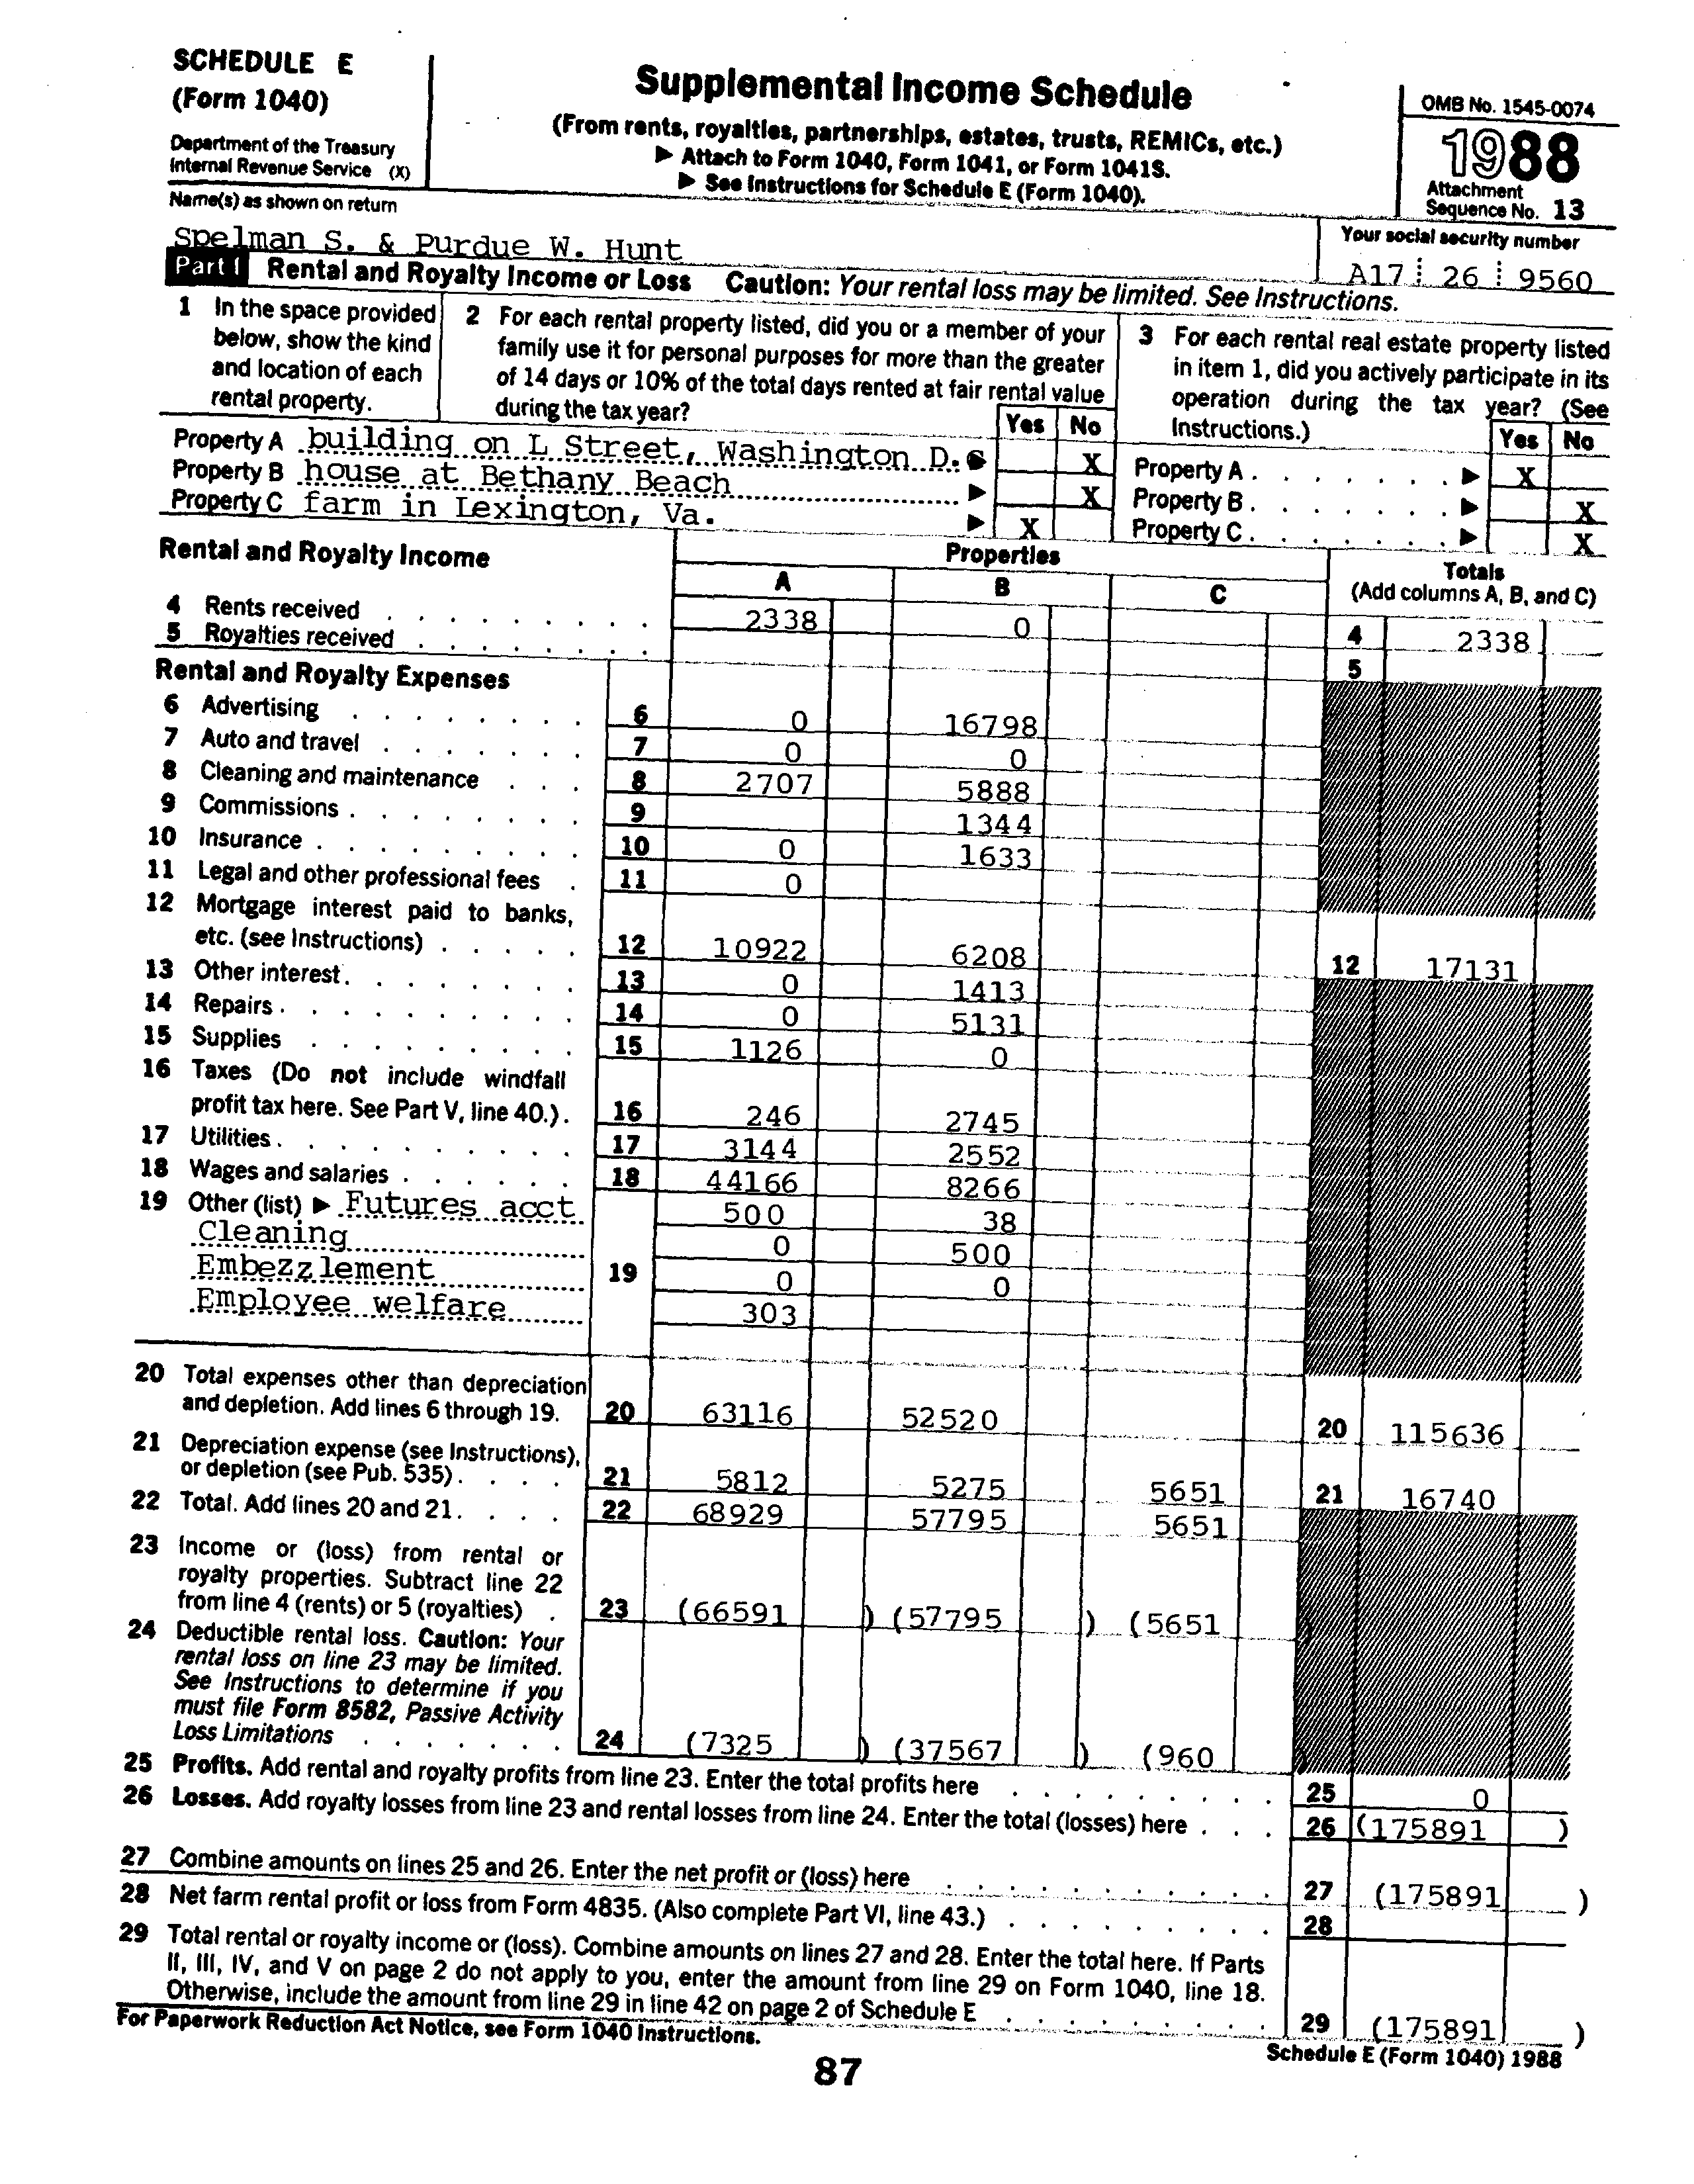 SCHEDULE E
(Form 1040)
Department of the Treasury
Internal Revenue Service (X)
Supplemental Income Schedule
(From rents, royalties, partnerships, estates, trusts, REMICs, etc.)
▶ Attach to Form 1040, Form 1041, or Form 1041S.
▶ See Instructions for Schedule E (Form 1040).
OMB No. 1545-0074
1988
Attachment
Sequence No. 13
Name(s) as shown on return
Spelman S. & Purdue W. Hunt
Your social security number
A17 26 9560
Part I Rental and Royalty Income or Loss Caution: Your rental loss may be limited. See Instructions.
1 In the space provided
below, show the kind
and location of each
rental property.
2 For each rental property listed, did you or a member of your
family use it for personal purposes for more than the greater
of 14 days or 10% of the total days rented at fair rental value
during the tax year?
Yes No
3 For each rental real estate property listed
in item 1, did you actively participate in its
operation during the tax year? (See
Instructions.)
Yes No
Property A building on L Street, Washington D.C ▶ X
Property B house at Bethany Beach ▶ X
Property C farm in Lexington, Va. ▶ X
Property A . . . . . . . ▶ X
Property B . . . . . . . ▶ X
Property C . . . . . . . ▶ X
Rental and Royalty Income
Properties
A B C
Totals
(Add columns A, B, and C)
4 Rents received . . . . . . . . . 2338 0 4 2338
5 Royalties received . . . . . . . . 5
Rental and Royalty Expenses
6 Advertising . . . . . . . . 6 0 16798
7 Auto and travel . . . . . . . 7 0 0
8 Cleaning and maintenance . . . 8 2707 5888
9 Commissions . . . . . . . . 9 1344
10 Insurance . . . . . . . . . 10 0 1633
11 Legal and other professional fees . 11 0
12 Mortgage interest paid to banks,
etc. (see Instructions) . . . . . 12 10922 6208 12 17131
13 Other interest . . . . . . . . 13 0 1413
14 Repairs . . . . . . . . . . 14 0 5131
15 Supplies . . . . . . . . . 15 1126 0
16 Taxes (Do not include windfall
profit tax here. See Part V, line 40.) . 16 246 2745
17 Utilities . . . . . . . . . . 17 3144 2552
18 Wages and salaries . . . . . . 18 44166 8266
19 Other (list) ▶ Futures acct 500 38
Cleaning 0 500
Embezzlement 19 0 0
Employee welfare 303
20 Total expenses other than depreciation
and depletion. Add lines 6 through 19. 20 63116 52520 20 115636
21 Depreciation expense (see Instructions),
or depletion (see Pub. 535) . . . . 21 5812 5275 5651 21 16740
22 Total. Add lines 20 and 21 . . . . 22 68929 57795 5651
23 Income or (loss) from rental or
royalty properties. Subtract line 22
from line 4 (rents) or 5 (royalties) . 23 (66591 ) (57795 ) (5651 )
24 Deductible rental loss. Caution: Your
rental loss on line 23 may be limited.
See Instructions to determine if you
must file Form 8582, Passive Activity
Loss Limitations . . . . . . . 24 (7325 ) (37567 ) (960 )
25 Profits. Add rental and royalty profits from line 23. Enter the total profits here . . . . . . . . . 25 0
26 Losses. Add royalty losses from line 23 and rental losses from line 24. Enter the total (losses) here . . . 26 (175891 )
27 Combine amounts on lines 25 and 26. Enter the net profit or (loss) here . . . . . . . . . . . 27 (175891 )
28 Net farm rental profit or loss from Form 4835. (Also complete Part VI, line 43.) . . . . . . . . . 28
29 Total rental or royalty income or (loss). Combine amounts on lines 27 and 28. Enter the total here. If Parts
II, III, IV, and V on page 2 do not apply to you, enter the amount from line 29 on Form 1040, line 18.
Otherwise, include the amount from line 29 in line 42 on page 2 of Schedule E . . . . . . . . . 29 (175891 )
For Paperwork Reduction Act Notice, see Form 1040 Instructions.
Schedule E (Form 1040) 1988
87